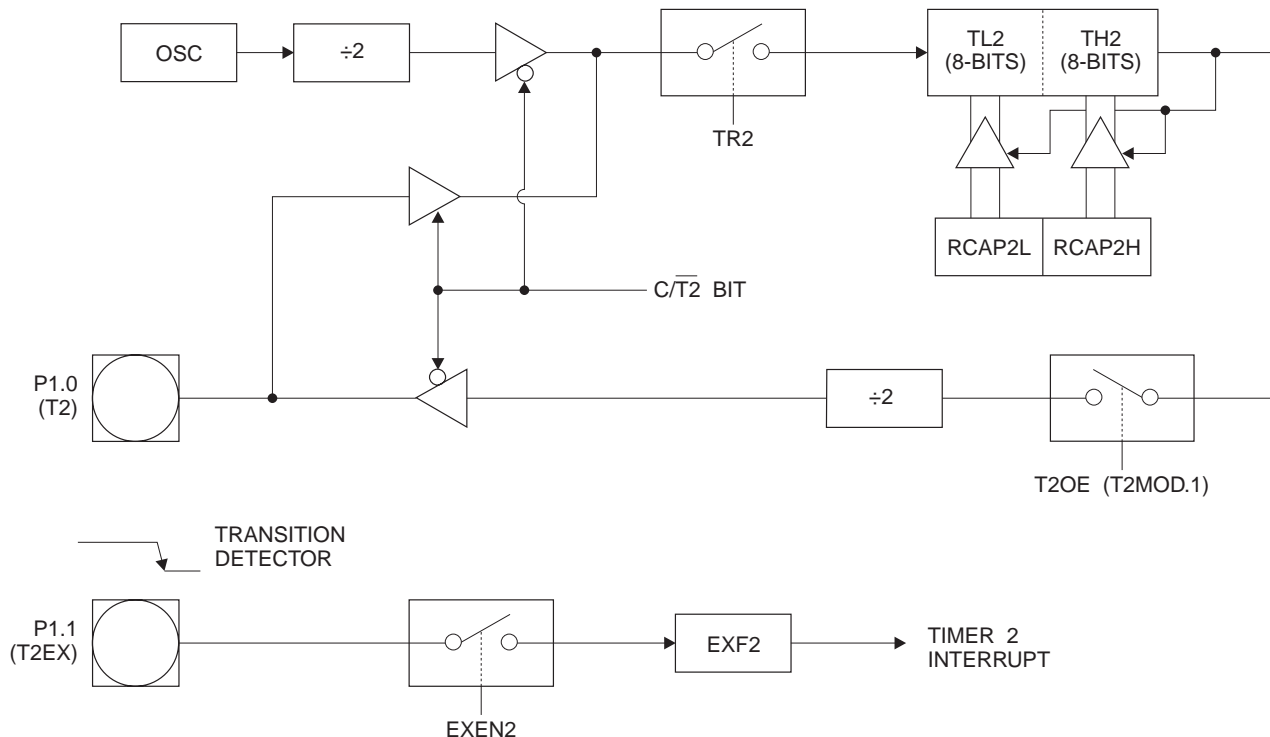 OSC
÷2
TR2
TL2
(8-BITS)
TH2
(8-BITS)
RCAP2L
RCAP2H
C/T2̅ BIT
P1.0
(T2)
÷2
T2OE (T2MOD.1)
TRANSITION
DETECTOR
P1.1
(T2EX)
EXEN2
EXF2
TIMER 2
INTERRUPT